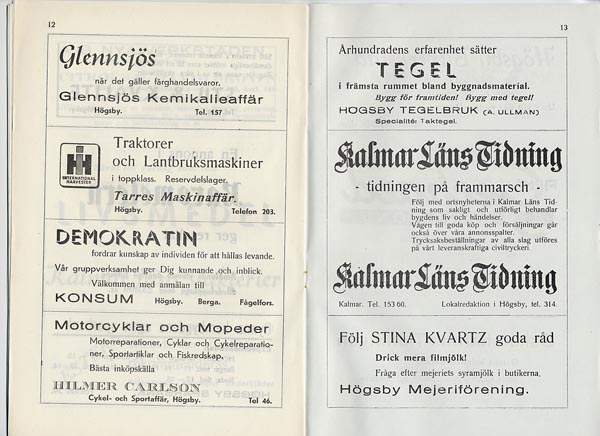 12
Glennsjös
när det gäller färghandelsvaror.
Glennsjös Kemikalieaffär
Högsby. Tel. 157
IH
INTERNATIONAL
HARVESTER
Traktorer
och Lantbruksmaskiner
i toppklass. Reservdelslager.
Tarres Maskinaffär.
Högsby. Telefon 203.
DEMOKRATIN
fordrar kunskap av individen för att hållas levande.
Vår gruppverksamhet ger Dig kunnande och inblick.
Välkommen med anmälan till
KONSUM Högsby. Berga. Fågelfors.
Motorcyklar och Mopeder
Motorreparationer, Cyklar och Cykelreparatio-
ner, Sportartiklar och Fiskredskap.
Bästa inköpskälla
HILMER CARLSON
Cykel- och Sportaffär, Högsby. Tel 46.
13
Århundradens erfarenhet sätter
TEGEL
i främsta rummet bland byggnadsmaterial.
Bygg för framtiden! Bygg med tegel!
HÖGSBY TEGELBRUK (A. ULLMAN)
Specialité: Taktegel.
Kalmar Läns Tidning
- tidningen på frammarsch -
Följ med ortsnyheterna i Kalmar Läns Tid-
ning som sakligt och utförligt behandlar
bygdens liv och händelser.
Vägen till goda köp och försäljningar går
också över våra annonsspalter.
Trycksaksbeställningar av alla slag utföres
på vårt leveranskraftiga civiltryckeri
Kalmar Läns Tidning
Kalmar. Tel. 153 60. Lokalredaktion i Högsby, tel. 314.
Följ STINA KVARTZ goda råd
Drick mera filmjölk!
Fråga efter mejeriets syramjölk i butikerna.
Högsby Mejeriförening.